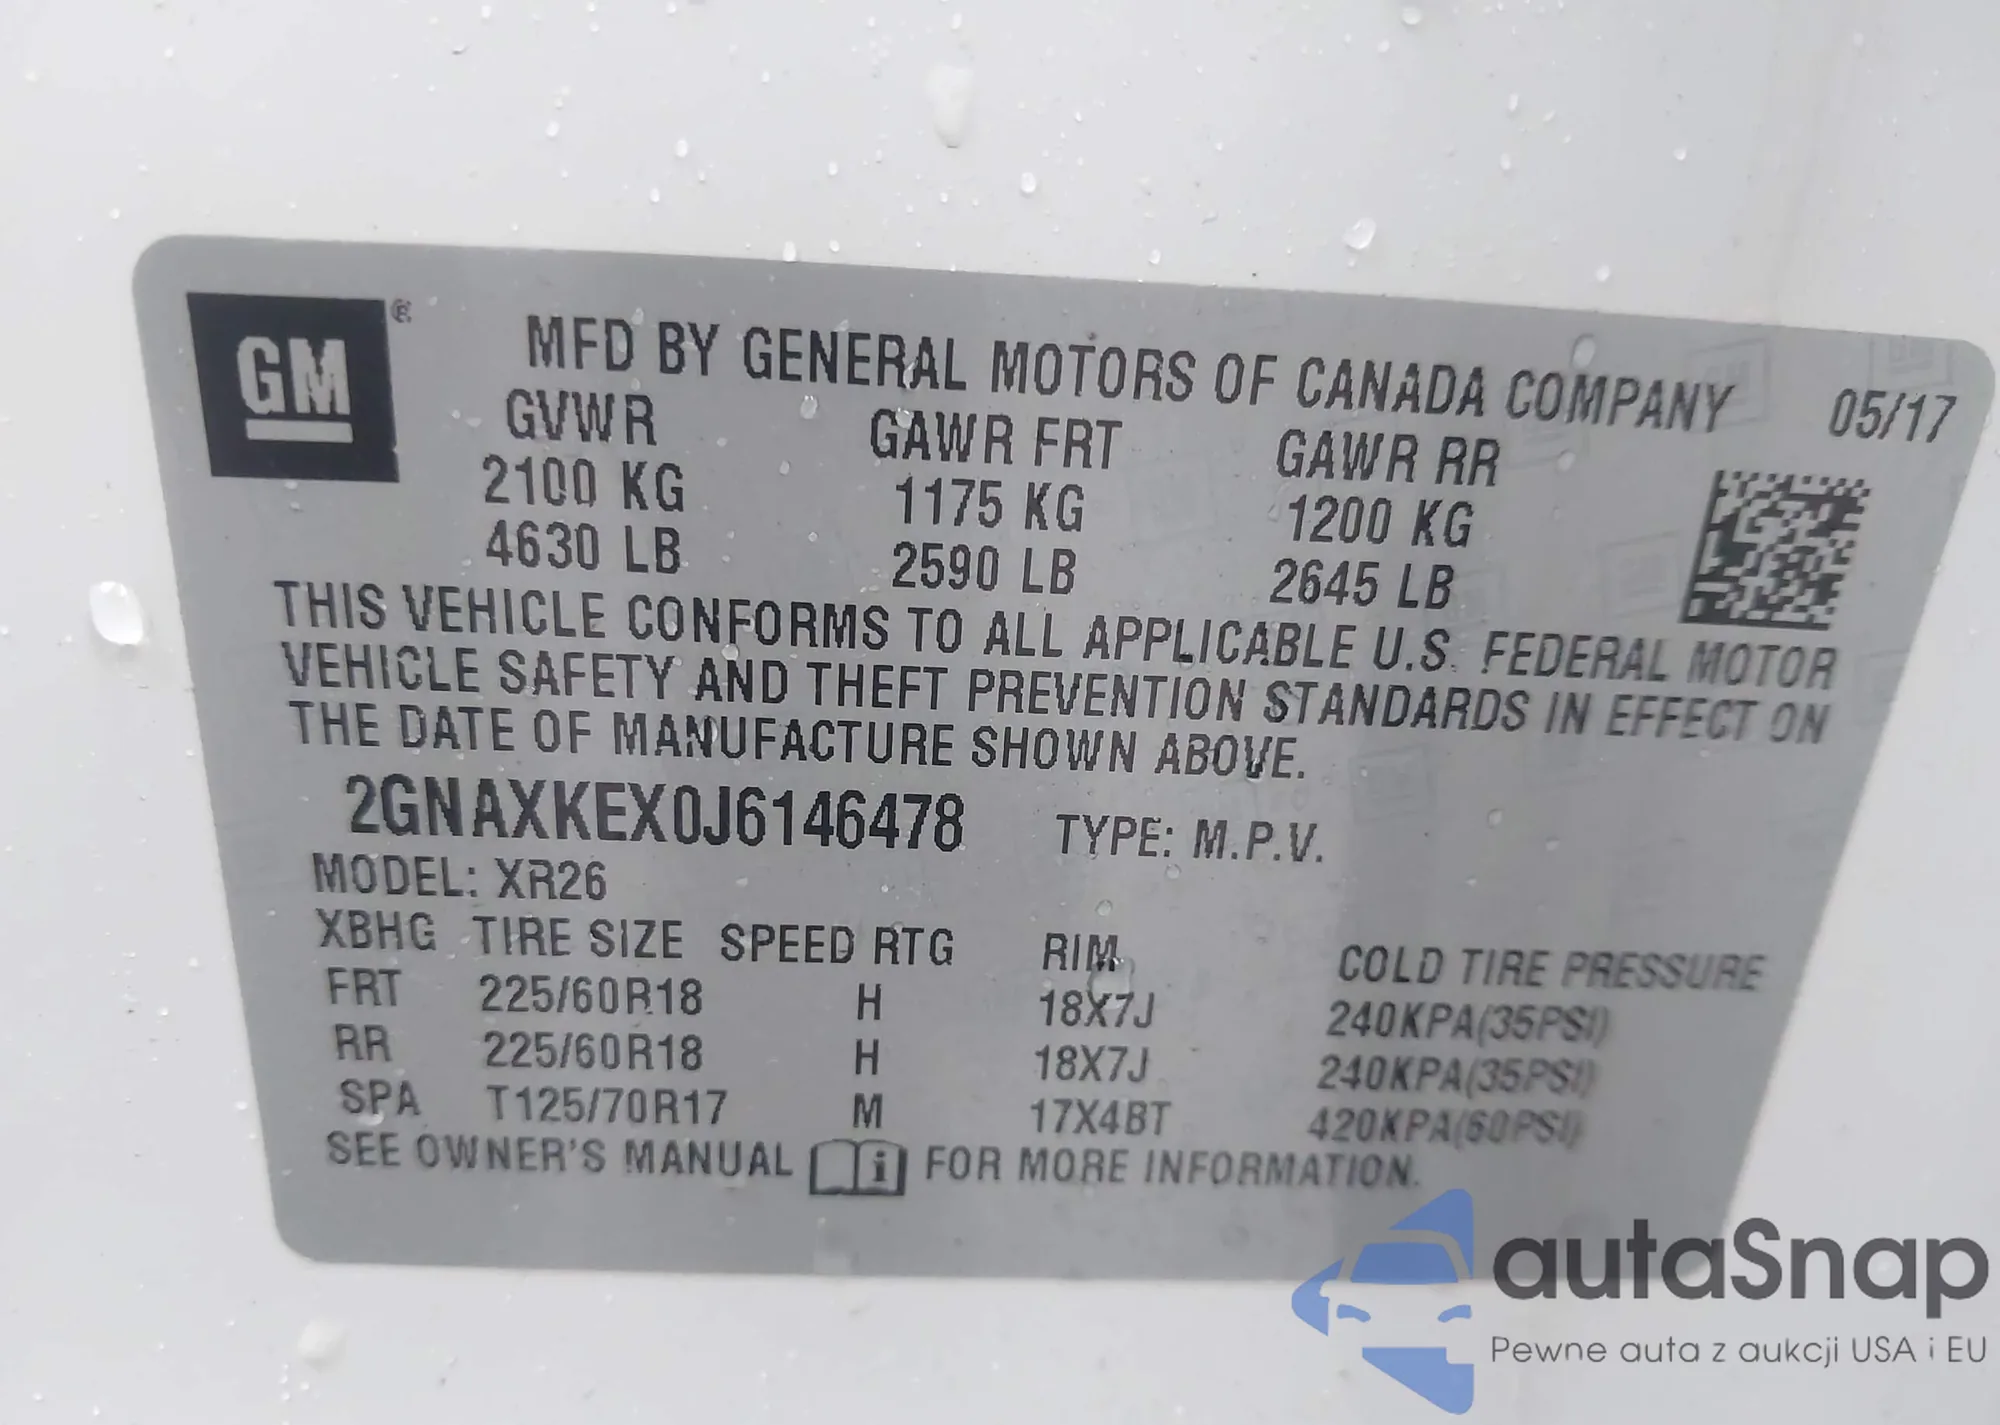 GM ®
MFD BY GENERAL MOTORS OF CANADA COMPANY 05/17
GVWR GAWR FRT GAWR RR
2100 KG 1175 KG 1200 KG
4630 LB 2590 LB 2645 LB
THIS VEHICLE CONFORMS TO ALL APPLICABLE U.S. FEDERAL MOTOR
VEHICLE SAFETY AND THEFT PREVENTION STANDARDS IN EFFECT ON
THE DATE OF MANUFACTURE SHOWN ABOVE.
2GNAXKEX0J6146478 TYPE: M.P.V.
MODEL: XR26
XBHG TIRE SIZE SPEED RTG RIM COLD TIRE PRESSURE
FRT 225/60R18 H 18X7J 240KPA(35PSI)
RR 225/60R18 H 18X7J 240KPA(35PSI)
SPA T125/70R17 M 17X4BT 420KPA(60PSI)
SEE OWNER'S MANUAL i FOR MORE INFORMATION.
autaSnap
Pewne auta z aukcji USA i EU